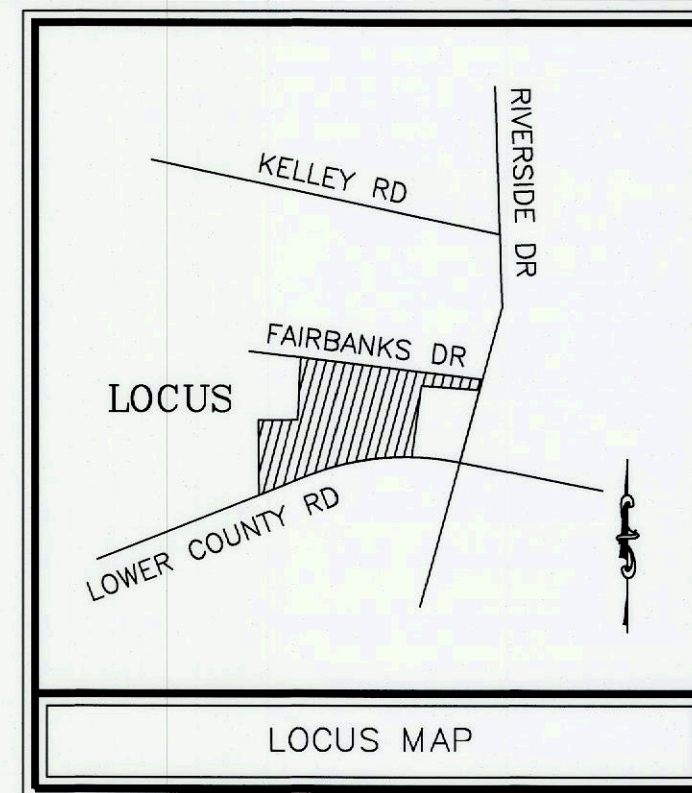 RIVERSIDE DR
KELLEY RD
FAIRBANKS DR
LOCUS
LOWER COUNTY RD
LOCUS MAP